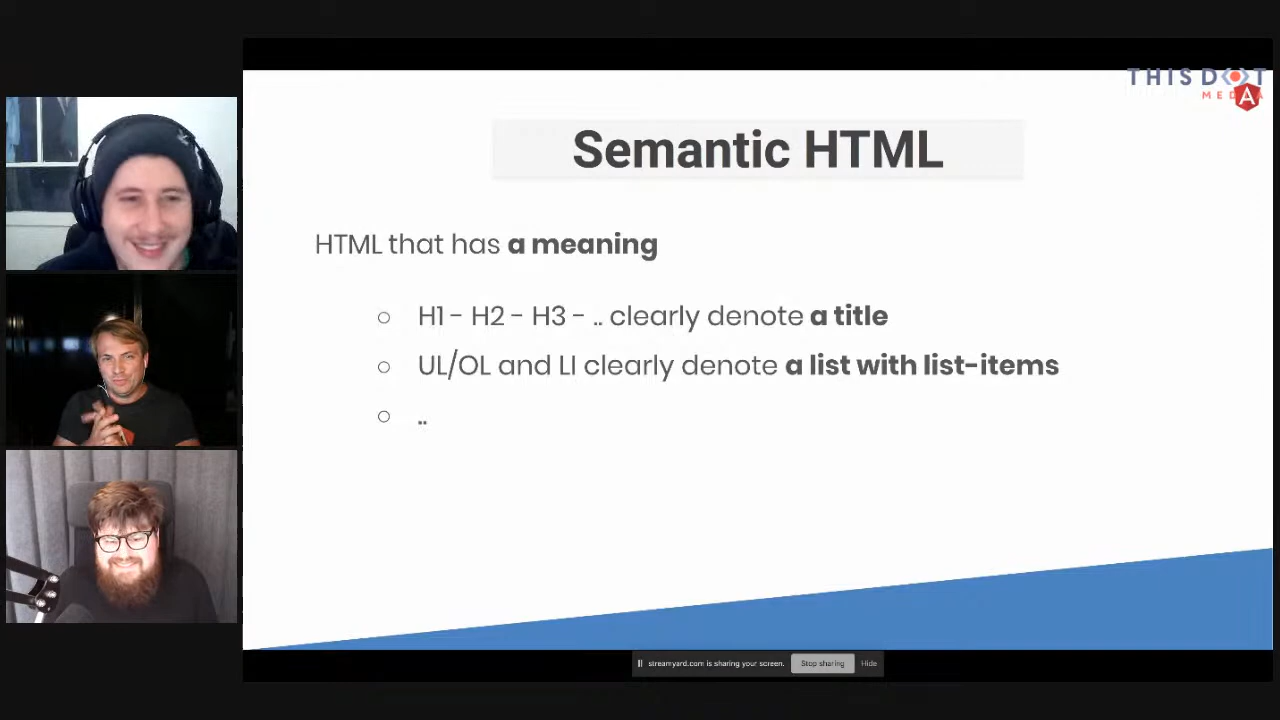 THIS DOT
MEDIA
Semantic HTML
HTML that has a meaning
H1 - H2 - H3 - .. clearly denote a title
UL/OL and LI clearly denote a list with list-items
..
streamyard.com is sharing your screen. Stop sharing Hide